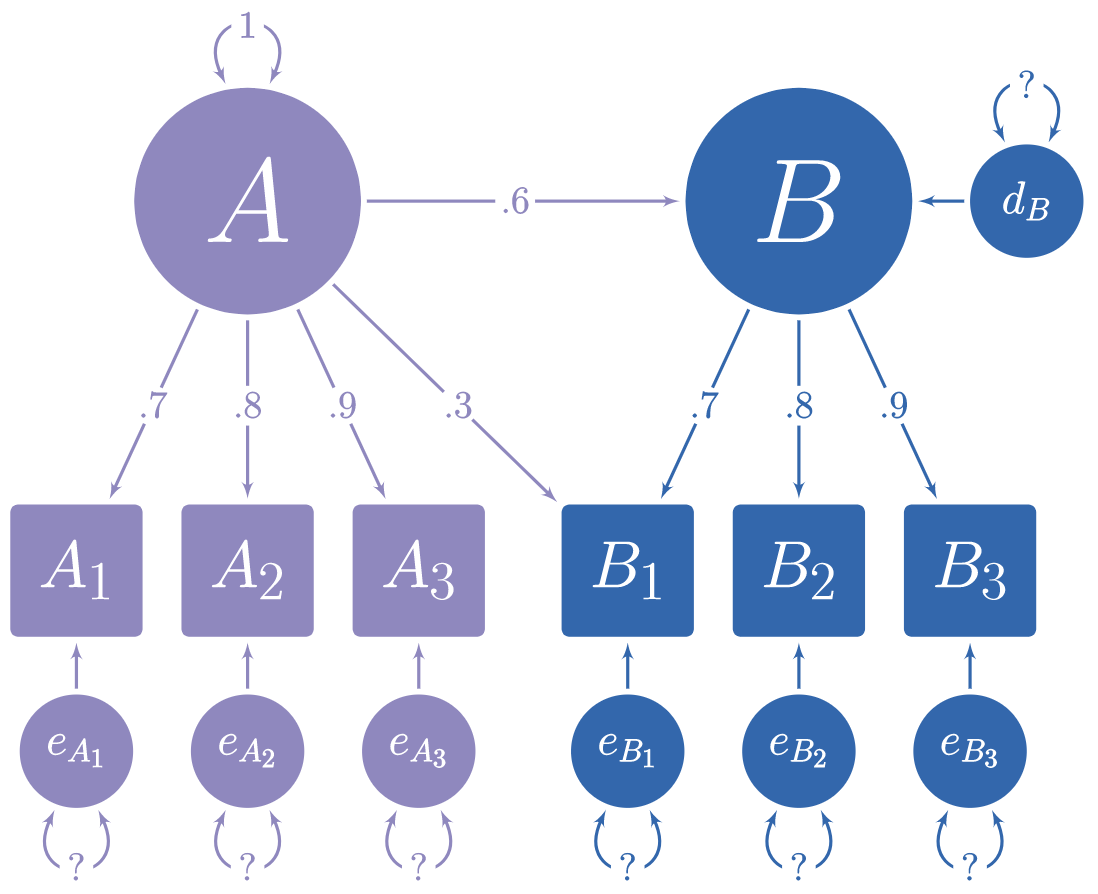 1
?
A
.6
B
d_B
.7
.8
.9
.3
.7
.8
.9
A_1
A_2
A_3
B_1
B_2
B_3
e_{A_1}
e_{A_2}
e_{A_3}
e_{B_1}
e_{B_2}
e_{B_3}
?
?
?
?
?
?